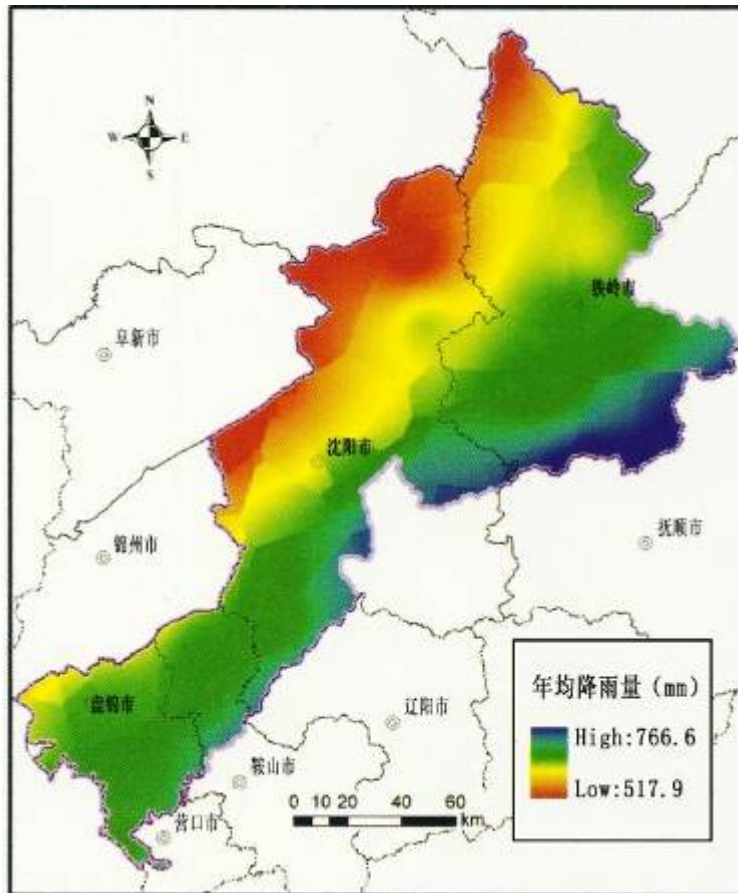 N
W E
S
铁岭市
阜新市
沈阳市
锦州市
抚顺市
盘锦市
辽阳市
鞍山市
营口市
年均降雨量（mm）
High:766.6
Low:517.9
0 10 20 40 60
km